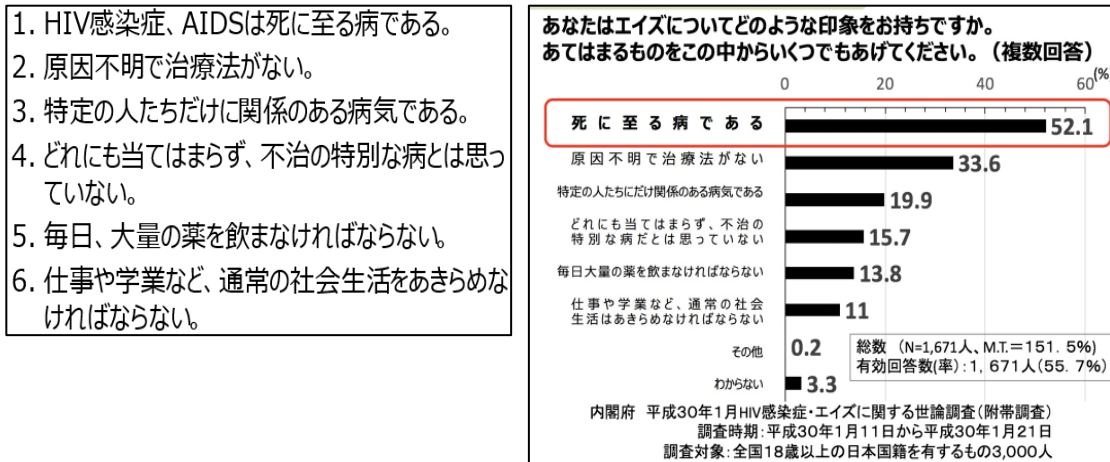 1. HIV感染症、AIDSは死に至る病である。
2. 原因不明で治療法がない。
3. 特定の人たちだけに関係のある病気である。
4. どれにも当てはまらず、不治の特別な病とは思っ
ていない。
5. 毎日、大量の薬を飲まなければならない。
6. 仕事や学業など、通常の社会生活をあきらめな
ければならない。
あなたはエイズについてどのような印象をお持ちですか。
あてはまるものをこの中からいくつでもあげてください。（複数回答）
0 20 40 60 (%)
死に至る病である 52.1
原因不明で治療法がない 33.6
特定の人たちにだけ関係のある病気である 19.9
どれにも当てはまらず、不治の
特別な病だとは思っていない 15.7
毎日大量の薬を飲まなければならない 13.8
仕事や学業など、通常の社会
生活はあきらめなければならない 11
その他 0.2
わからない 3.3
総数 （N=1,671人、M.T.＝151．5%)
有効回答数(率)：1，671人(55．7%)
内閣府 平成30年1月HIV感染症・エイズに関する世論調査(附帯調査)
調査時期：平成30年1月11日から平成30年1月21日
調査対象：全国18歳以上の日本国籍を有するもの3,000人